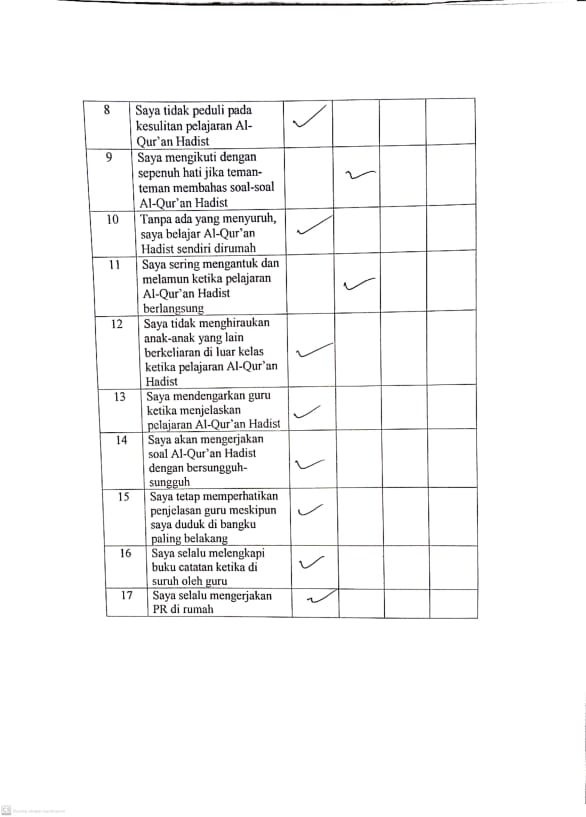 8 Saya tidak peduli pada
kesulitan pelajaran Al-
Qur'an Hadist
9 Saya mengikuti dengan
sepenuh hati jika teman-
teman membahas soal-soal
Al-Qur'an Hadist
10 Tanpa ada yang menyuruh,
saya belajar Al-Qur'an
Hadist sendiri dirumah
11 Saya sering mengantuk dan
melamun ketika pelajaran
Al-Qur'an Hadist
berlangsung
12 Saya tidak menghiraukan
anak-anak yang lain
berkeliaran di luar kelas
ketika pelajaran Al-Qur'an
Hadist
13 Saya mendengarkan guru
ketika menjelaskan
pelajaran Al-Qur'an Hadist
14 Saya akan mengerjakan
soal Al-Qur'an Hadist
dengan bersungguh-
sungguh
15 Saya tetap memperhatikan
penjelasan guru meskipun
saya duduk di bangku
paling belakang
16 Saya selalu melengkapi
buku catatan ketika di
suruh oleh guru
17 Saya selalu mengerjakan
PR di rumah
CS